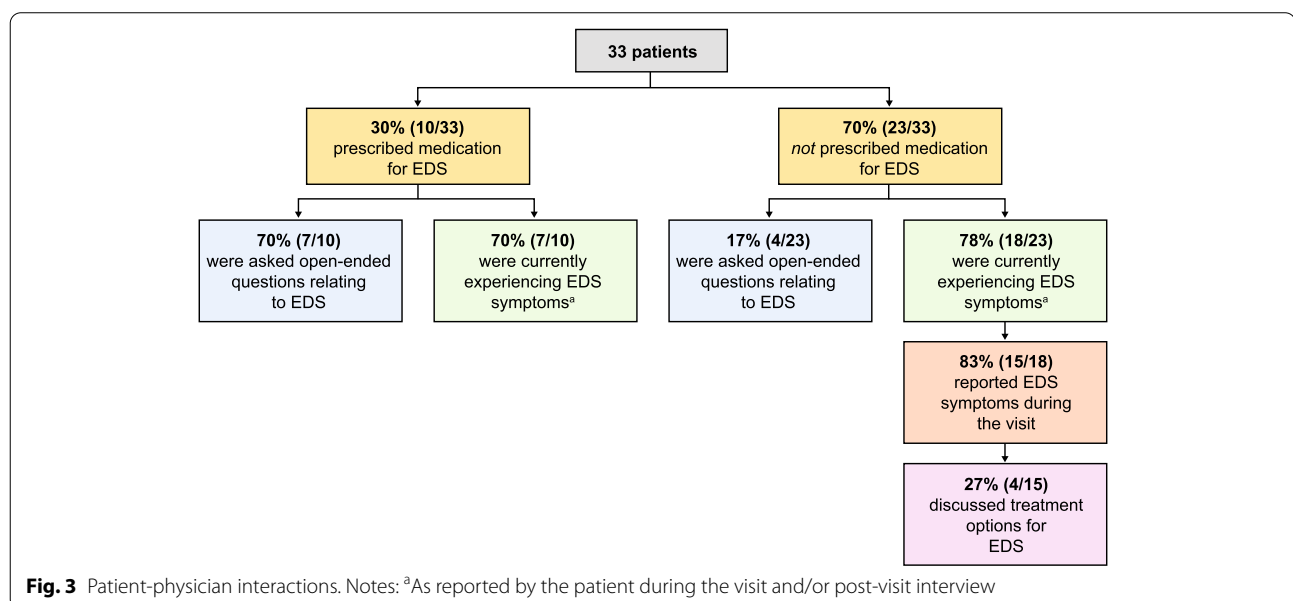 33 patients
30% (10/33)
prescribed medication
for EDS
70% (23/33)
not prescribed medication
for EDS
70% (7/10)
were asked open-ended
questions relating
to EDS
70% (7/10)
were currently
experiencing EDS
symptomsᵃ
17% (4/23)
were asked open-ended
questions relating
to EDS
78% (18/23)
were currently
experiencing EDS
symptomsᵃ
83% (15/18)
reported EDS
symptoms during
the visit
27% (4/15)
discussed treatment
options for
EDS
Fig. 3 Patient-physician interactions. Notes: ᵃAs reported by the patient during the visit and/or post-visit interview